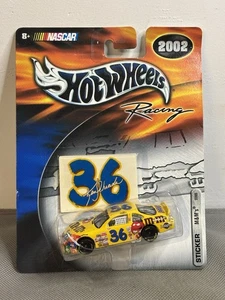 8+
NASCAR
2002
Hot Wheels
Racing
36
36
M&M's
STICKER